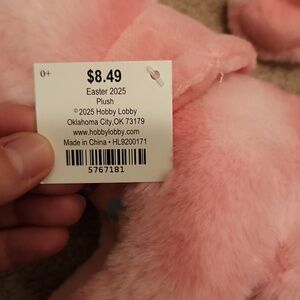 0+
$8.49
Easter 2025
Plush
©2025 Hobby Lobby
Oklahoma City,OK 73179
www.hobbylobby.com
Made in China • HL9200171
5767181